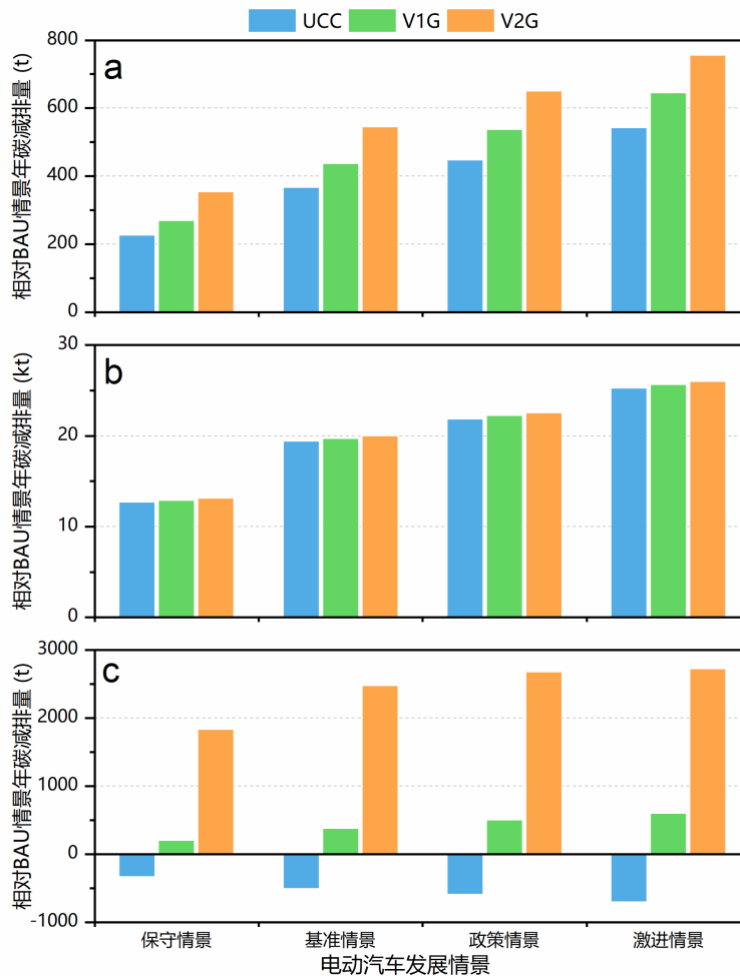 UCC V1G V2G
a
800
600
400
200
0
相对BAU情景年碳减排量 (t)
b
30
20
10
0
相对BAU情景年碳减排量 (kt)
c
3000
2000
1000
0
-1000
相对BAU情景年碳减排量 (t)
保守情景 基准情景 政策情景 激进情景
电动汽车发展情景